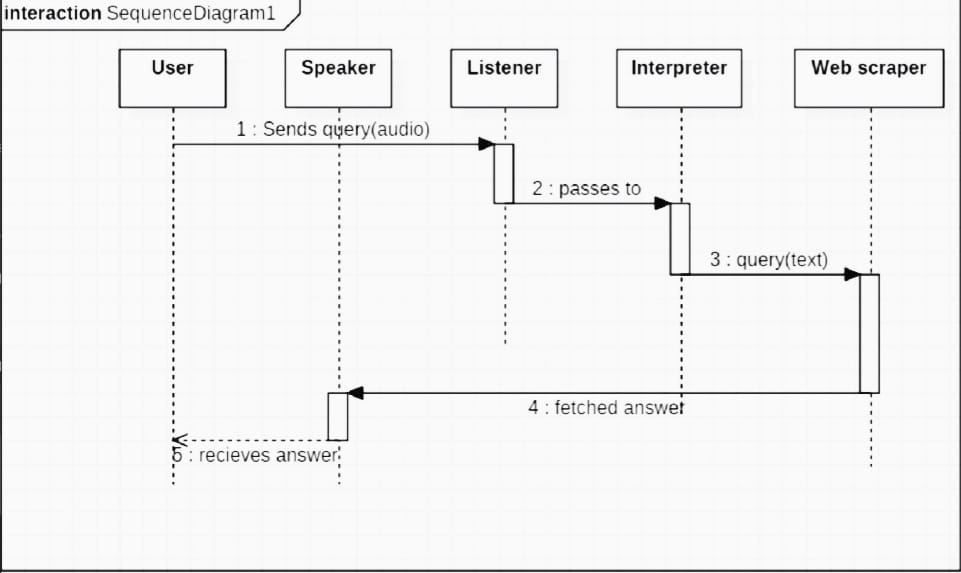 interaction SequenceDiagram1
User
Speaker
Listener
Interpreter
Web scraper
1 : Sends query(audio)
2 : passes to
3 : query(text)
4 : fetched answer
5 : recieves answer